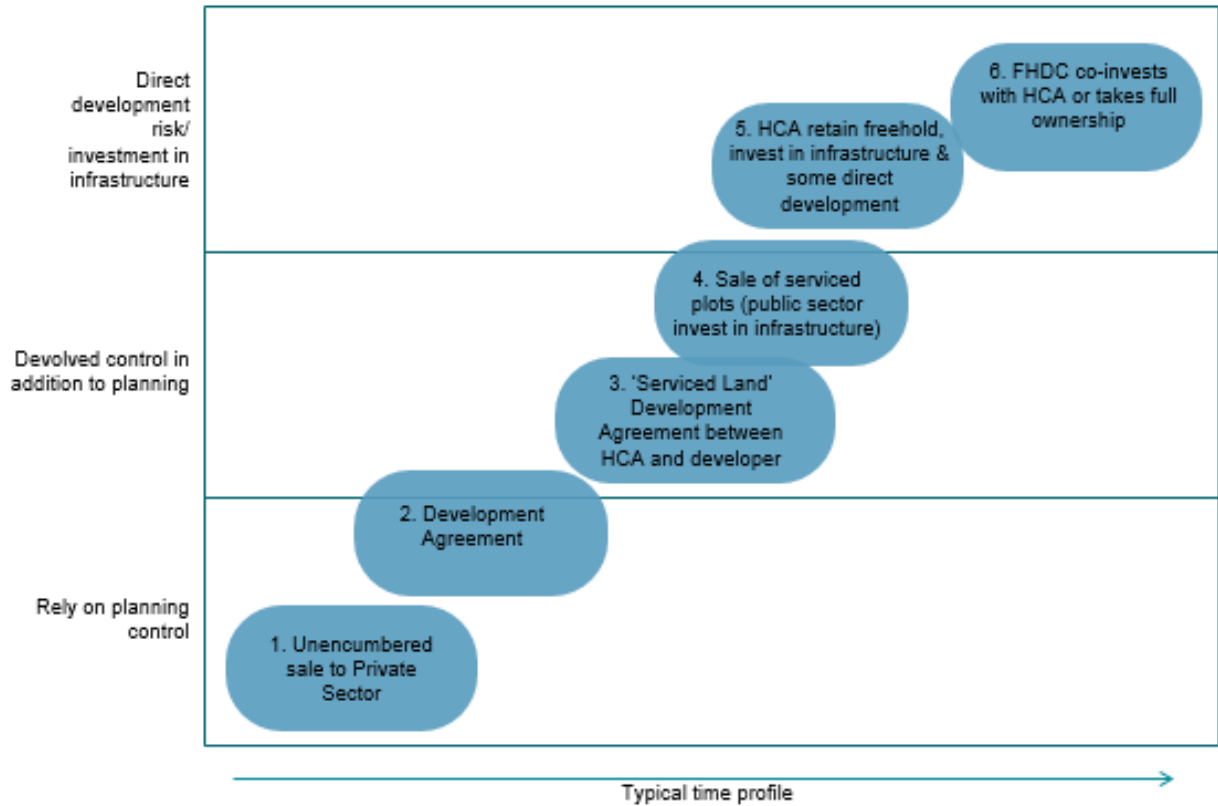 Direct
development
risk/
investment in
infrastructure
6. FHDC co-invests
with HCA or takes full
ownership
5. HCA retain freehold,
invest in infrastructure &
some direct
development
4. Sale of serviced
plots (public sector
invest in infrastructure)
Devolved control in
addition to planning
3. 'Serviced Land'
Development
Agreement between
HCA and developer
2. Development
Agreement
Rely on planning
control
1. Unencumbered
sale to Private
Sector
Typical time profile